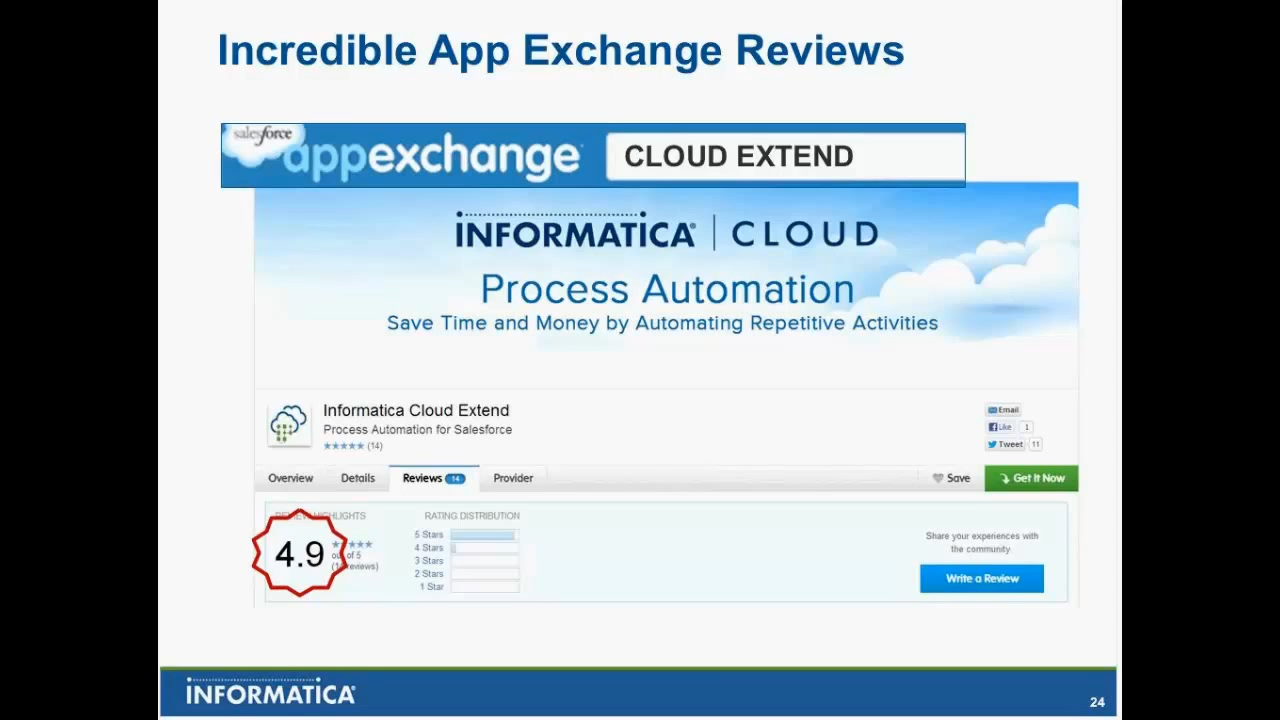 Incredible App Exchange Reviews
salesforce
appexchange
CLOUD EXTEND
INFORMATICA CLOUD
Process Automation
Save Time and Money by Automating Repetitive Activities
Informatica Cloud Extend
Process Automation for Salesforce
(14)
Email
Like 1
Tweet 11
Overview Details Reviews 14 Provider Save Get It Now
RATING DISTRIBUTION
4.9
of 5
reviews)
5 Stars
4 Stars
3 Stars
2 Stars
1 Star
Share your experiences with
the community
Write a Review
INFORMATICA
24